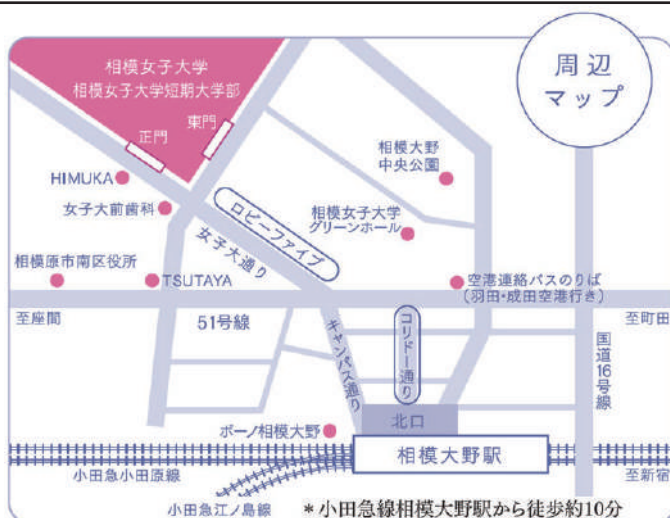 周辺
マップ
相模女子大学
相模女子大学短期大学部
東門
正門
相模大野
中央公園
HIMUKA
女子大前歯科
ロビーファイブ
相模女子大学
グリーンホール
女子大通り
相模原市南区役所
TSUTAYA
空港連絡バスのりば
(羽田・成田空港行き)
至座間
51号線
キャンパス通り
コリドー通り
国道16号線
至町田
ボーノ相模大野
北口
相模大野駅
小田急小田原線
至新宿
小田急江ノ島線
*小田急線相模大野駅から徒歩約10分